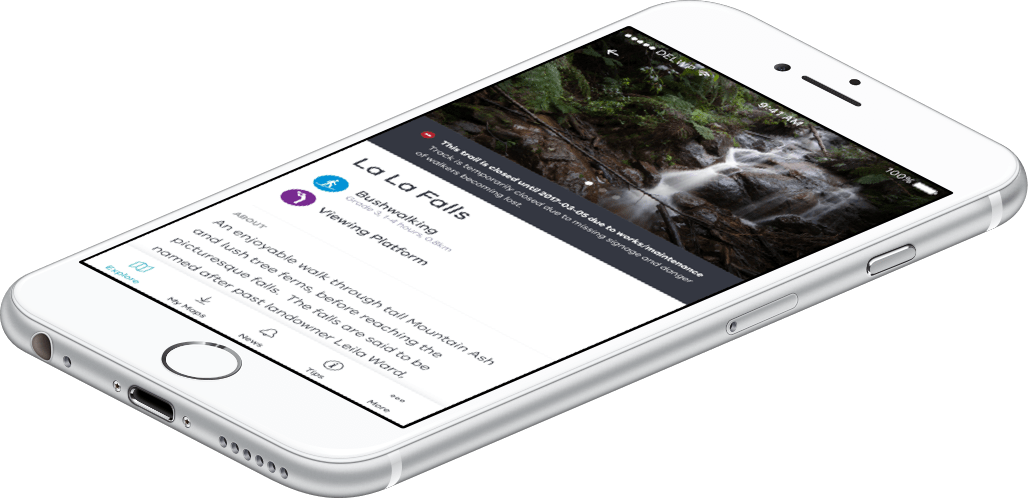 DELWP
9:41 AM
100%
This trail is closed until 2017-03-05 due to works/maintenance
Track is temporarily closed due to missing signage and danger
of walkers becoming lost.
La La Falls
Bushwalking
Grade 3, 1-2 hours, 0.8km
Viewing Platform
ABOUT
An enjoyable walk through tall Mountain Ash
and lush tree ferns, before reaching the
picturesque falls. The falls are said to be
named after past landowner Leila Ward,
Explore
My Maps
News
Tips
More